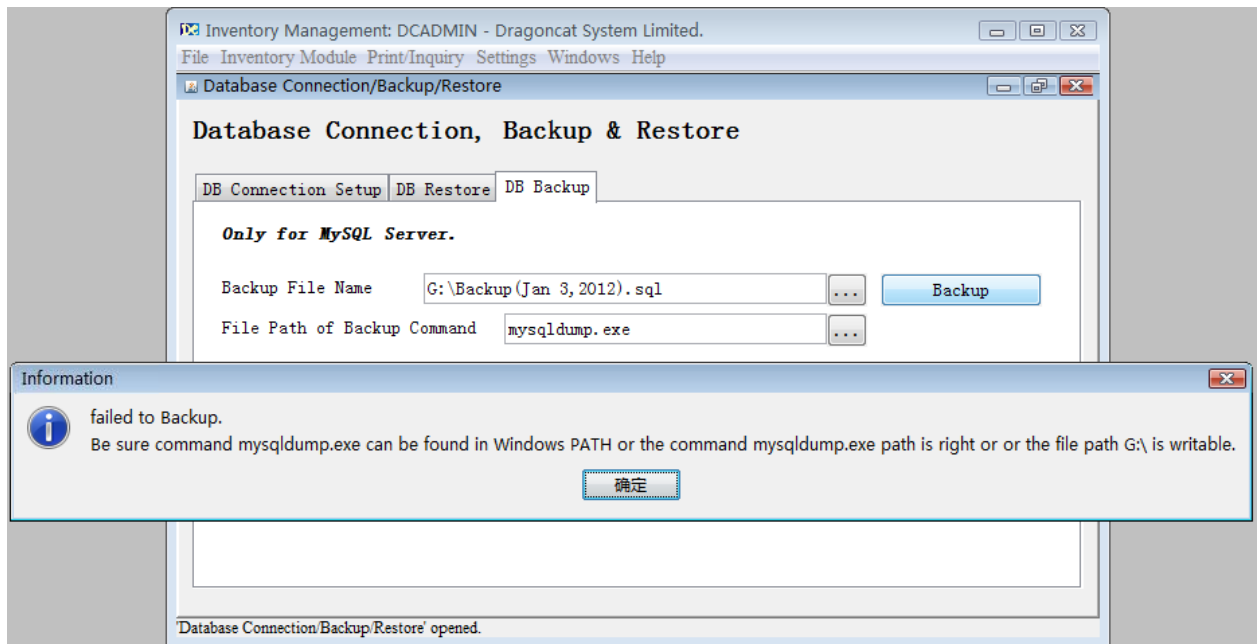 Inventory Management: DCADMIN - Dragoncat System Limited.
File Inventory Module Print/Inquiry Settings Windows Help
Database Connection/Backup/Restore
Database Connection, Backup & Restore
DB Connection Setup DB Restore DB Backup
Only for MySQL Server.
Backup File Name G:\Backup(Jan 3,2012).sql ... Backup
File Path of Backup Command mysqldump.exe ...
Information
failed to Backup.
Be sure command mysqldump.exe can be found in Windows PATH or the command mysqldump.exe path is right or or the file path G:\ is writable.
确定
'Database Connection/Backup/Restore' opened.